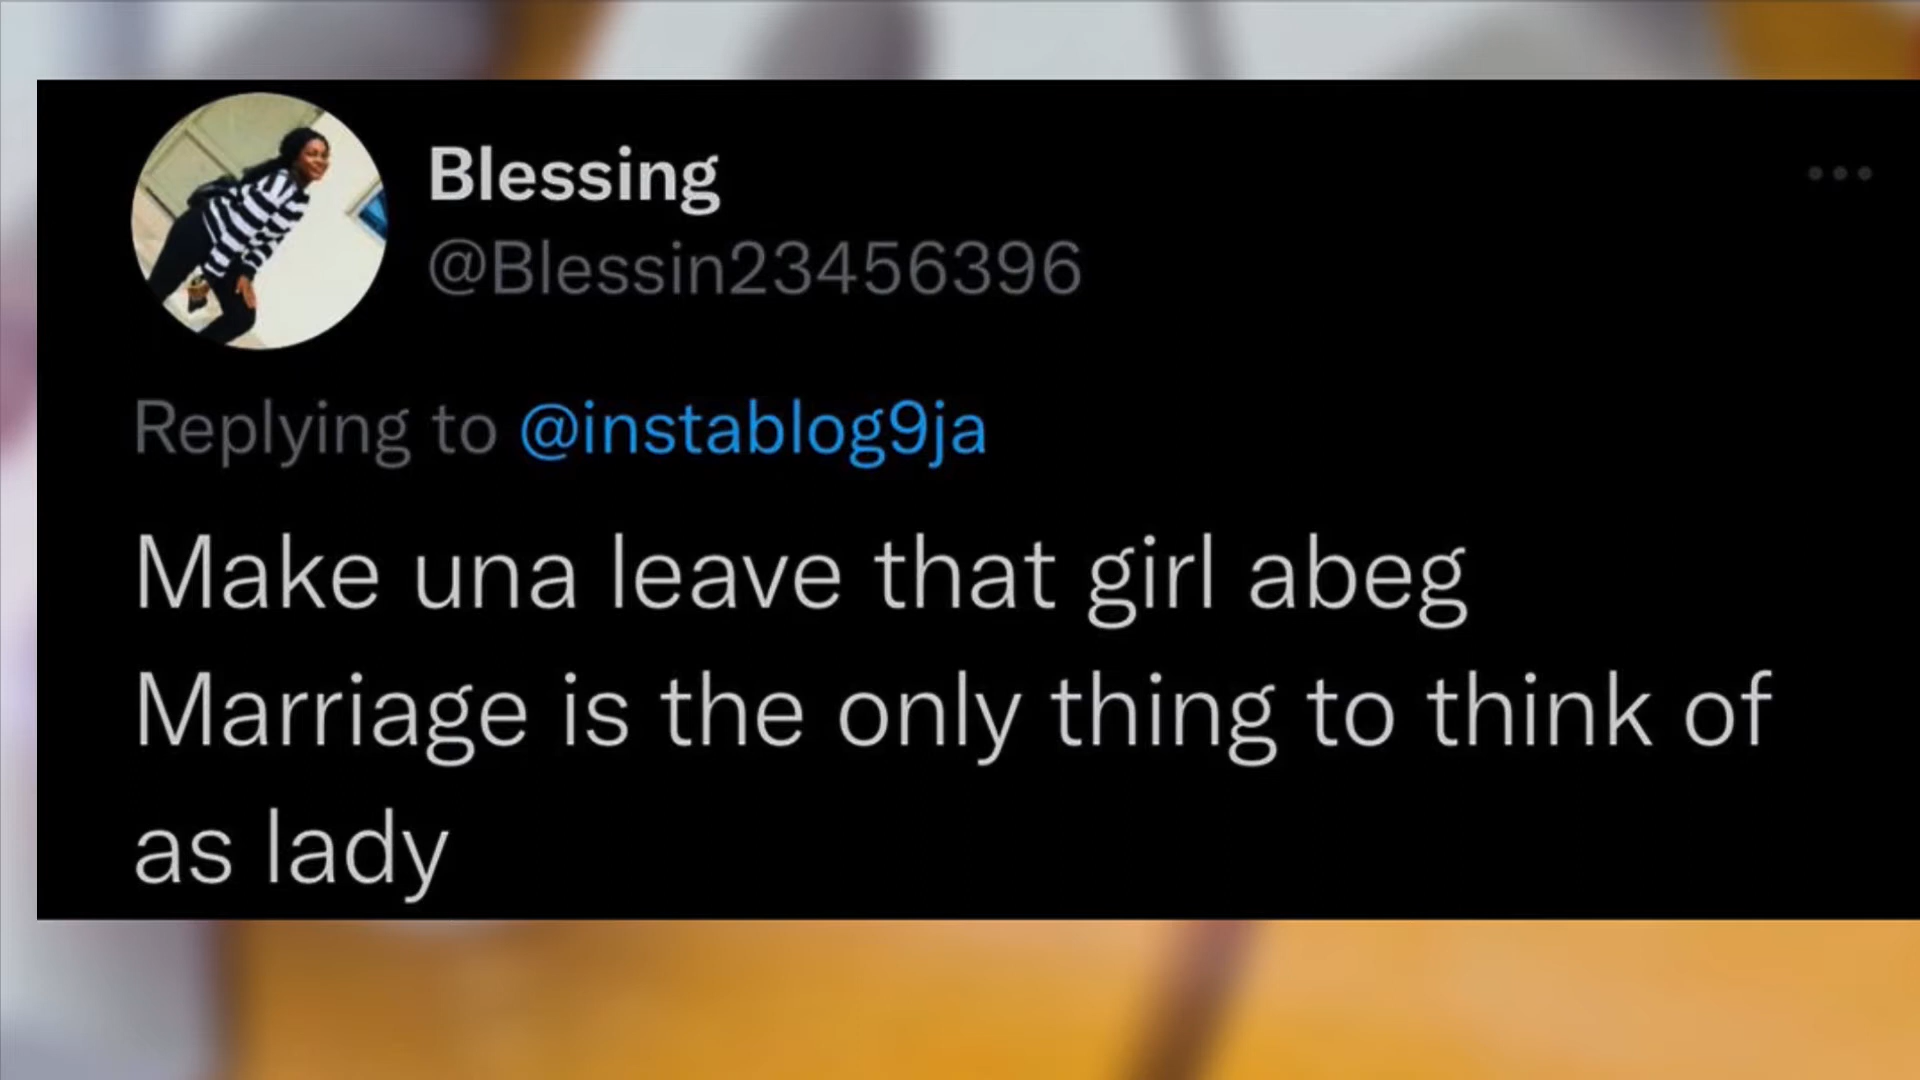 Blessing
@Blessin23456396
Replying to @instablog9ja
Make una leave that girl abeg
Marriage is the only thing to think of
as lady